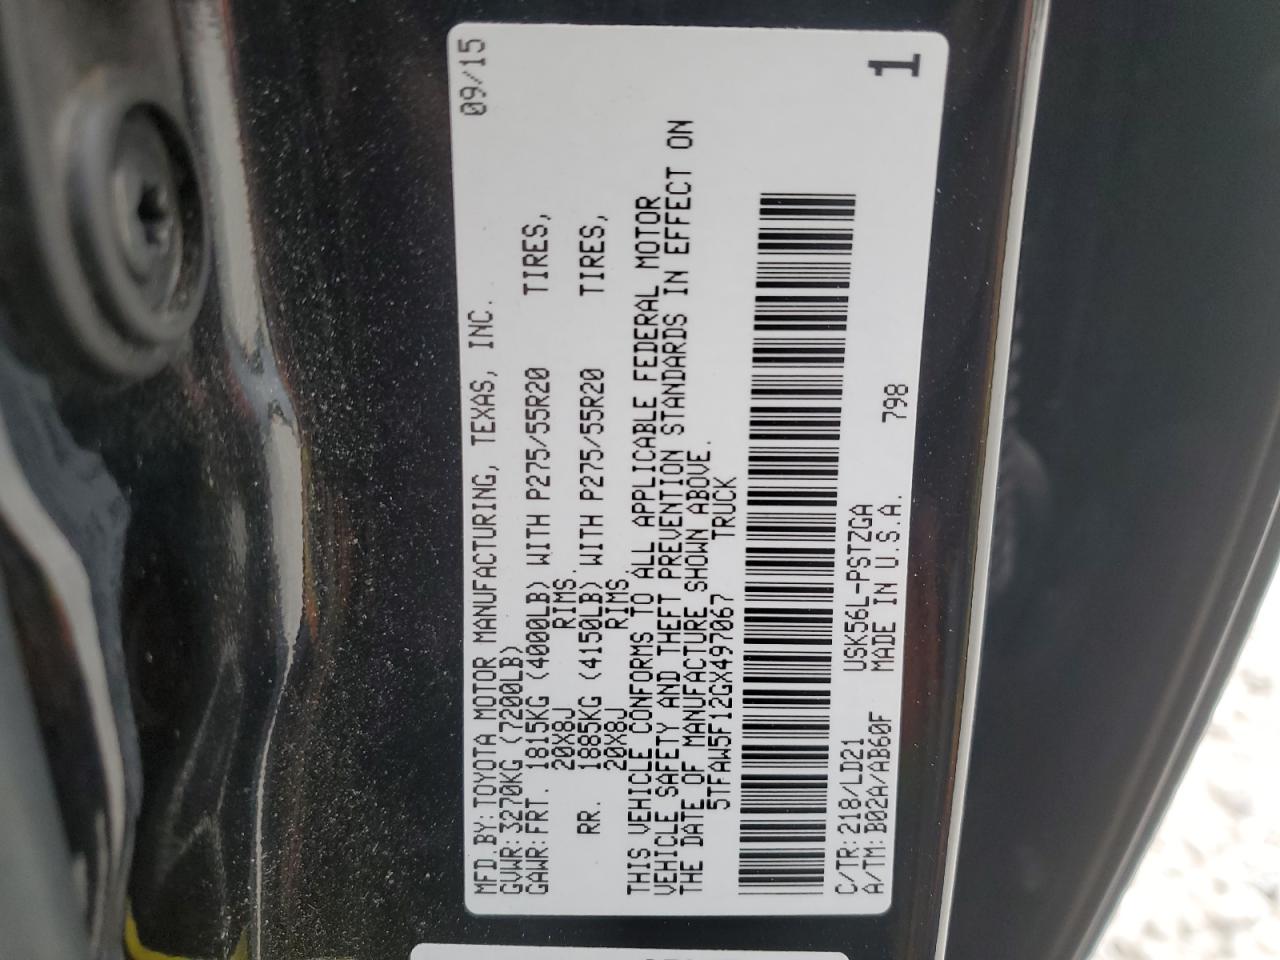 MFD.BY:TOYOTA MOTOR MANUFACTURING, TEXAS, INC. 09/15
GVWR:3270KG (7200LB)
GAWR:FRT. 1815KG (4000LB) WITH P275/55R20 TIRES,
20X8J RIMS.
RR. 1885KG (4150LB) WITH P275/55R20 TIRES,
20X8J RIMS.
THIS VEHICLE CONFORMS TO ALL APPLICABLE FEDERAL MOTOR
VEHICLE SAFETY AND THEFT PREVENTION STANDARDS IN EFFECT ON
THE DATE OF MANUFACTURE SHOWN ABOVE.
5TFAW5F12GX497067 TRUCK
C/TR:218/LD21 USK56L-PSTZGA
A/TM:B02A/AB60F MADE IN U.S.A. 798
1